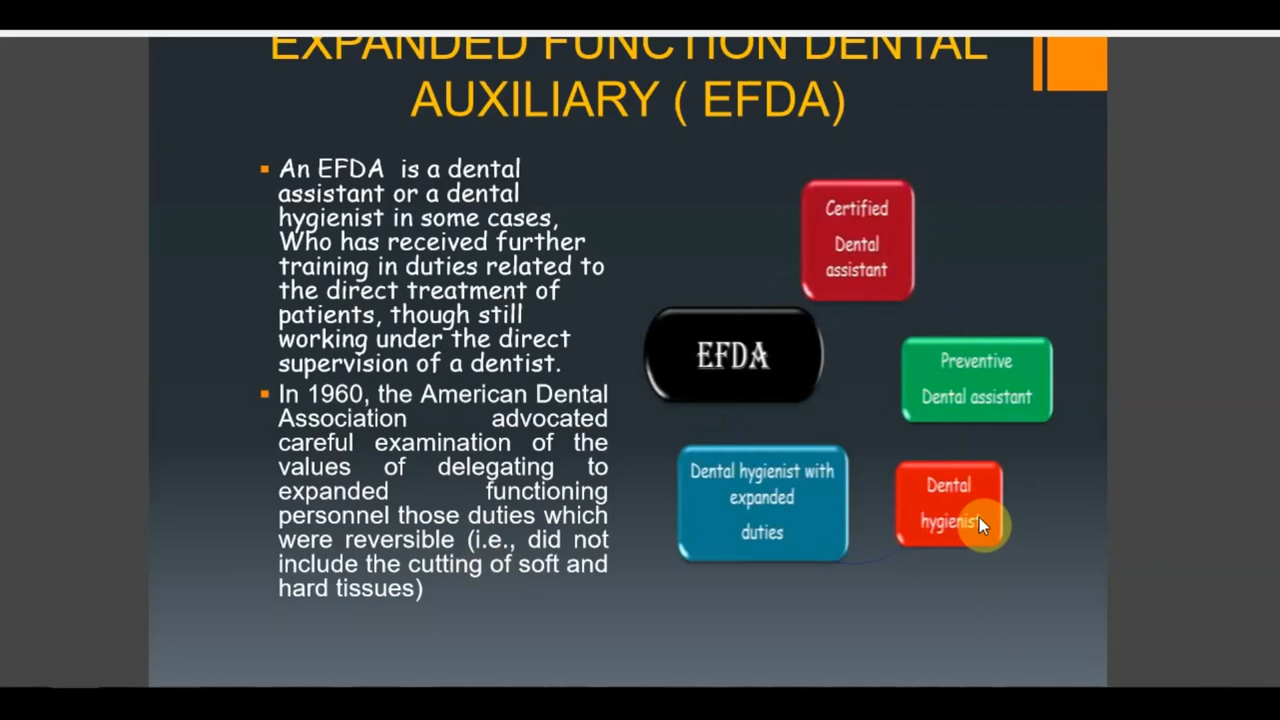 EXPANDED FUNCTION DENTAL
AUXILIARY ( EFDA)
An EFDA is a dental
assistant or a dental
hygienist in some cases,
Who has received further
training in duties related to
the direct treatment of
patients, though still
working under the direct
supervision of a dentist.
In 1960, the American Dental
Association advocated
careful examination of the
values of delegating to
expanded functioning
personnel those duties which
were reversible (i.e., did not
include the cutting of soft and
hard tissues)
Certified
Dental
assistant
EFDA
Preventive
Dental assistant
Dental hygienist with
expanded
duties
Dental
hygienist